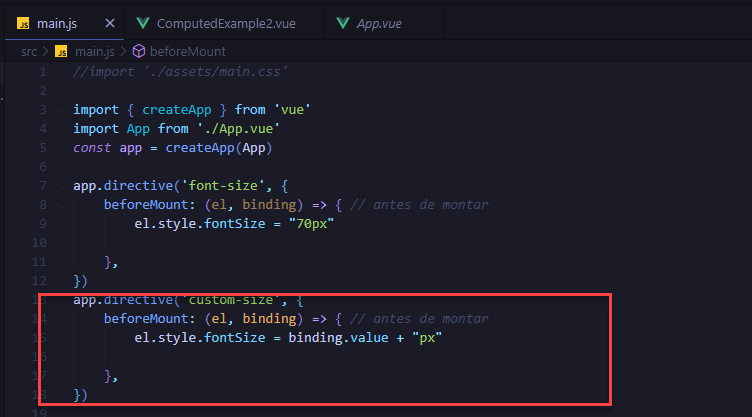 JS main.js × ComputedExample2.vue App.vue
src > JS main.js > beforeMount
1 //import './assets/main.css'
2
3 import { createApp } from 'vue'
4 import App from './App.vue'
5 const app = createApp(App)
6
7 app.directive('font-size', {
8 beforeMount: (el, binding) => { // antes de montar
9 el.style.fontSize = "70px"
10
11 },
12 })
13 app.directive('custom-size', {
14 beforeMount: (el, binding) => { // antes de montar
15 el.style.fontSize = binding.value + "px"
16
17 },
18 })
19